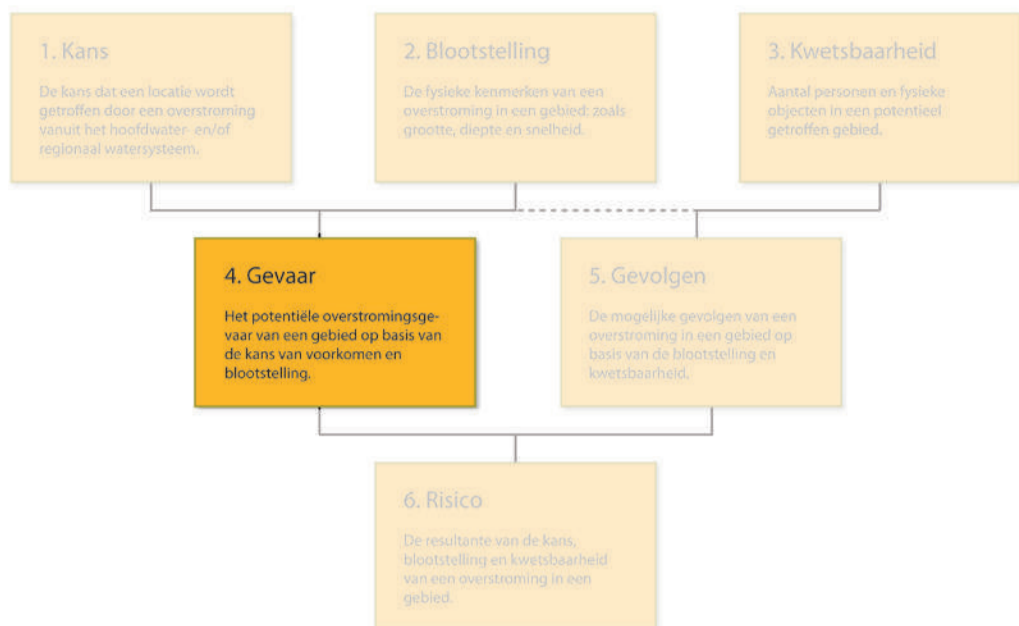 1. Kans
De kans dat een locatie wordt
getroffen door een overstroming
vanuit het hoofdwater- en/of
regionaal watersysteem.
2. Blootstelling
De fysieke kenmerken van een
overstroming in een gebied: zoals
grootte, diepte en snelheid.
3. Kwetsbaarheid
Aantal personen en fysieke
objecten in een potentieel
getroffen gebied.
4. Gevaar
Het potentiële overstromingsge-
vaar van een gebied op basis van
de kans van voorkomen en
blootstelling.
5. Gevolgen
De mogelijke gevolgen van een
overstroming in een gebied op
basis van de blootstelling en
kwetsbaarheid.
6. Risico
De resultante van de kans,
blootstelling en kwetsbaarheid
van een overstroming in een
gebied.